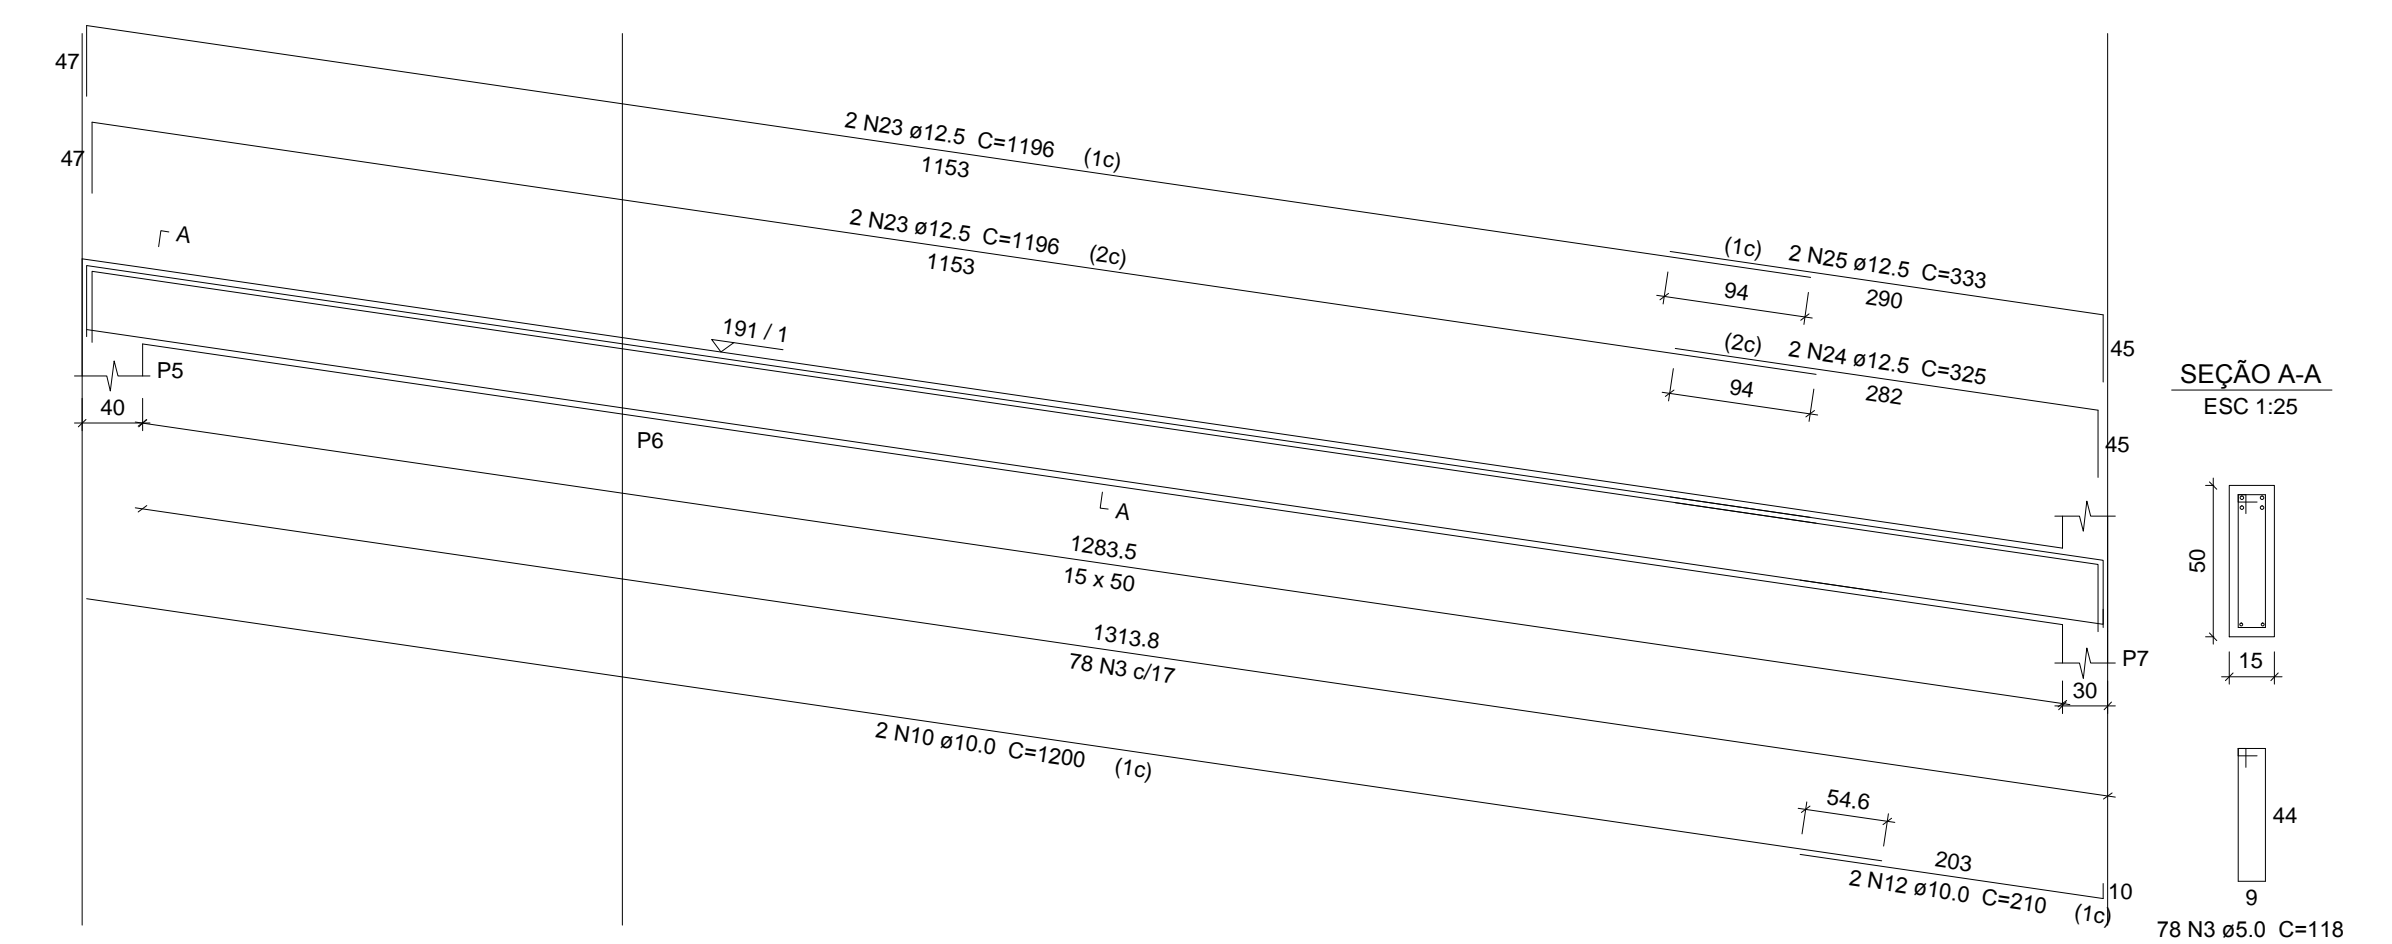 47
2 N23 ø12.5 C=1196 (1c)
1153
47
2 N23 ø12.5 C=1196 (2c)
1153
(1c) 2 N25 ø12.5 C=333
94
290
45
(2c) 2 N24 ø12.5 C=325
94
282
45
A
191 / 1
P5
40
P6
A
1283.5
15 x 50
1313.8
78 N3 c/17
P7
30
2 N10 ø10.0 C=1200 (1c)
54.6
203
2 N12 ø10.0 C=210 (1c)
10
SEÇÃO A-A
ESC 1:25
50
15
44
9
78 N3 ø5.0 C=118